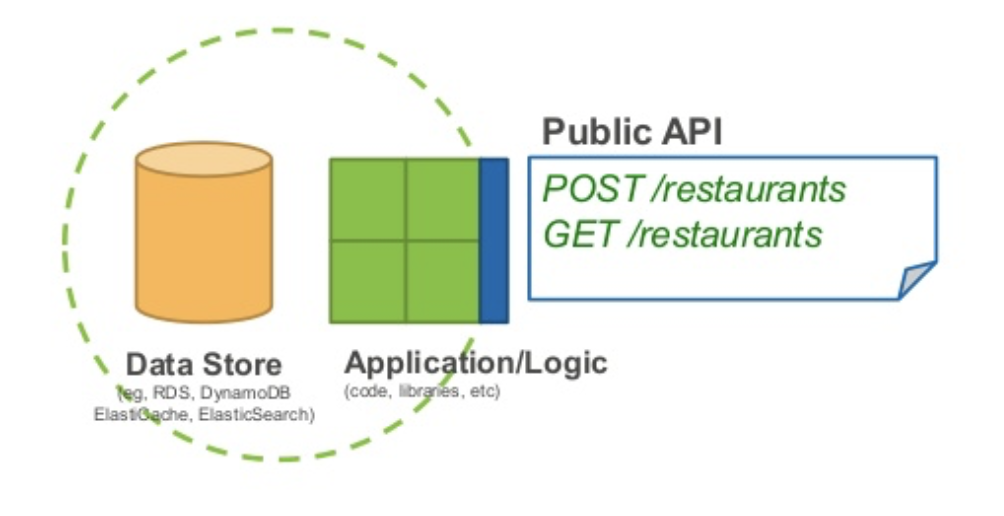 Public API
POST /restaurants
GET /restaurants
Data Store
(eg, RDS, DynamoDB
ElastiCache, ElasticSearch)
Application/Logic
(code, libraries, etc)